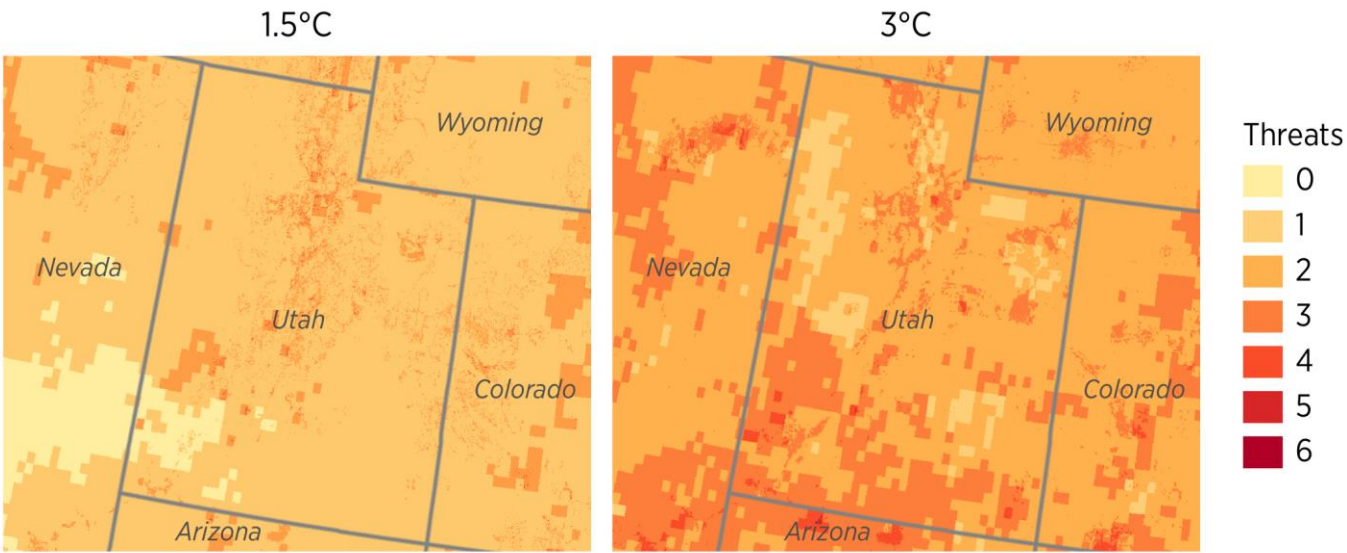 1.5°C
3°C
Wyoming
Nevada
Utah
Colorado
Arizona
Wyoming
Nevada
Utah
Colorado
Arizona
Threats
0
1
2
3
4
5
6